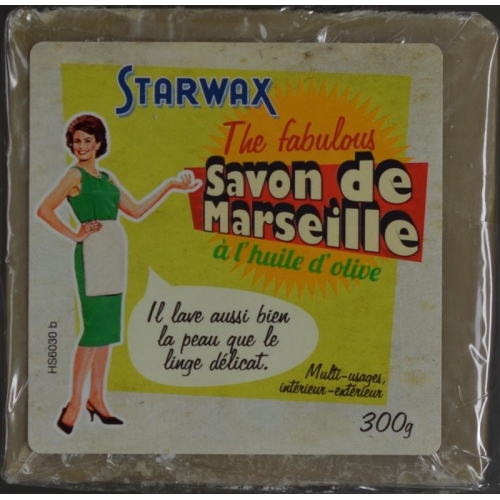 STARWAX
The fabulous
Savon de
Marseille
à l'huile d'olive
Il lave aussi bien
la peau que le
linge délicat.
Multi-usages,
intérieur-extérieur
300g
HS6030 b